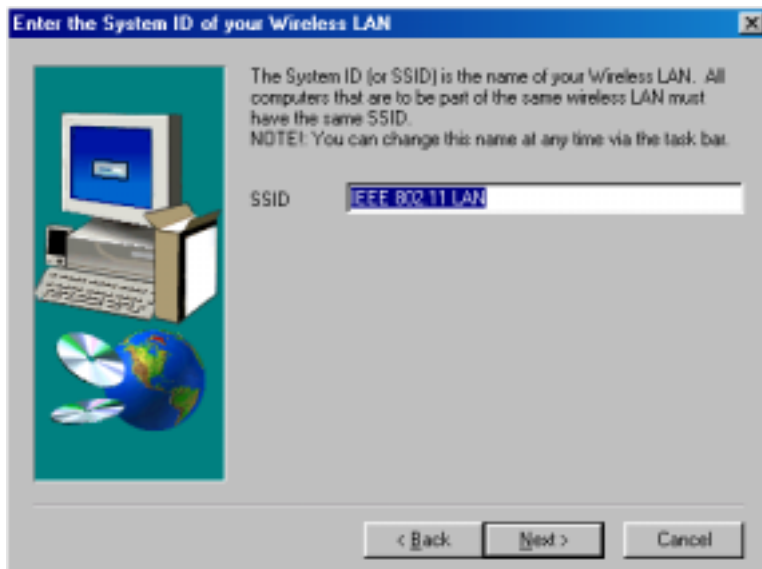 Enter the System ID of your Wireless LAN
The System ID (or SSID) is the name of your Wireless LAN. All
computers that are to be part of the same wireless LAN must
have the same SSID.
NOTE!: You can change this name at any time via the task bar.
SSID
IEEE 802.11 LAN
< Back
Next >
Cancel